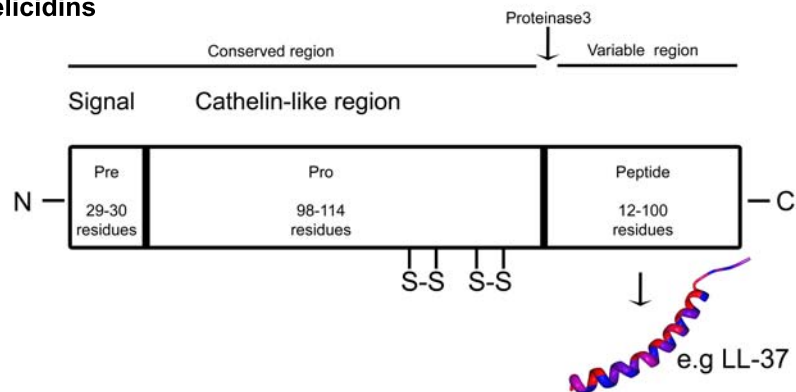 elicidins
Proteinase3
Conserved region
Variable region
Signal
Cathelin-like region
Pre
Pro
Peptide
N
29-30
residues
98-114
residues
12-100
residues
C
S-S
S-S
e.g LL-37